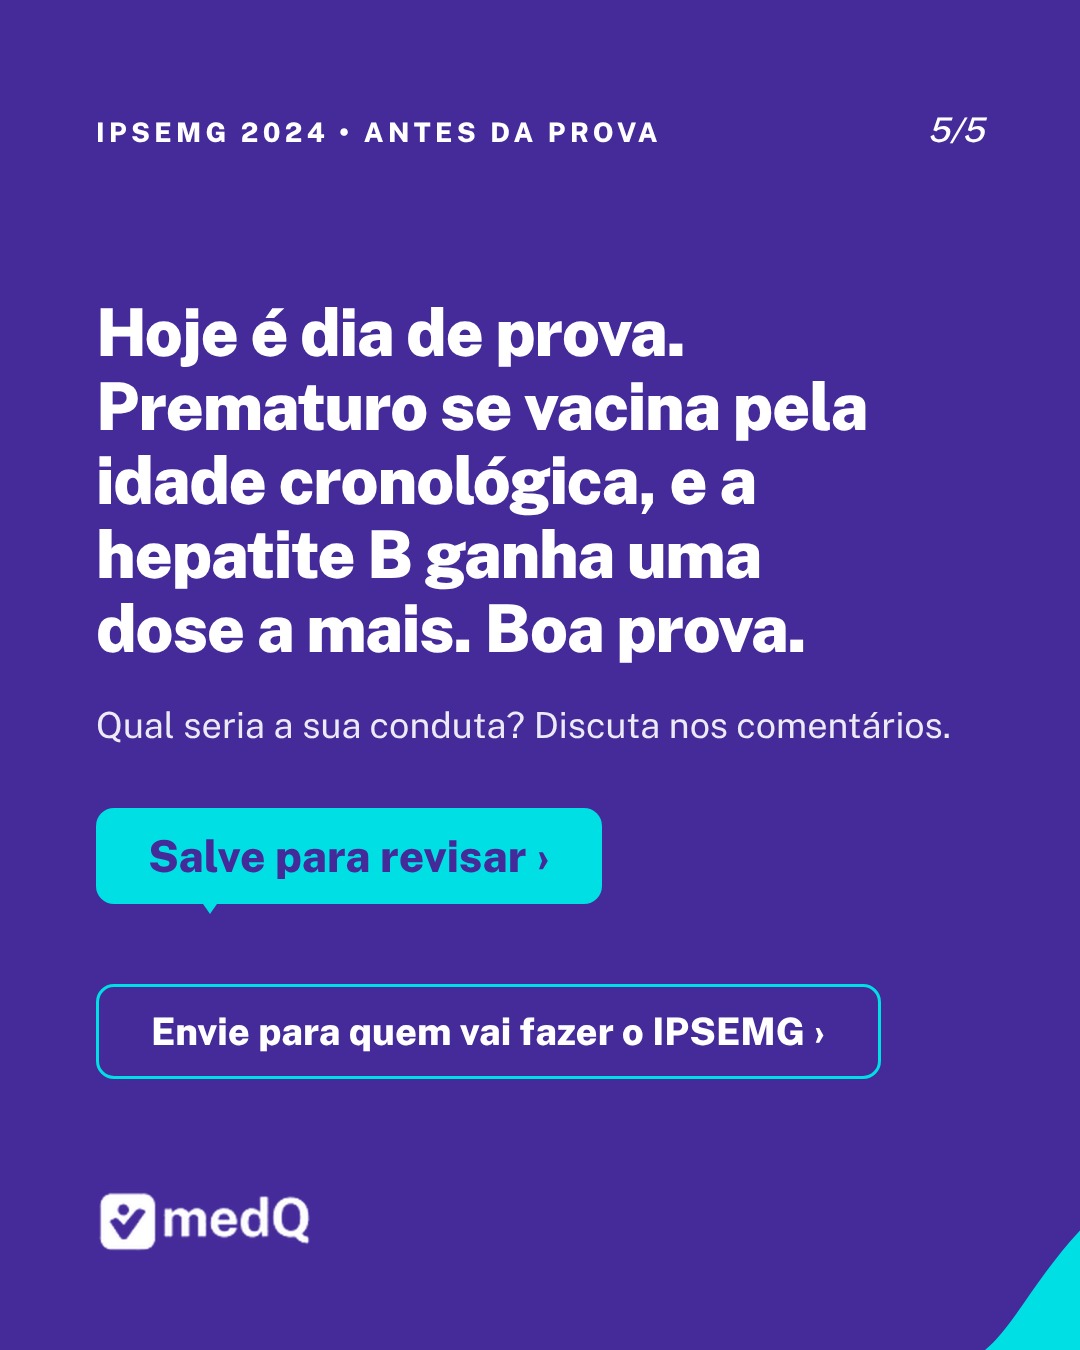 IPSEMG 2024 • ANTES DA PROVA
5/5
Hoje é dia de prova.
Prematuro se vacina pela
idade cronológica, e a
hepatite B ganha uma
dose a mais. Boa prova.
Qual seria a sua conduta? Discuta nos comentários.
Salve para revisar ›
Envie para quem vai fazer o IPSEMG ›
medQ